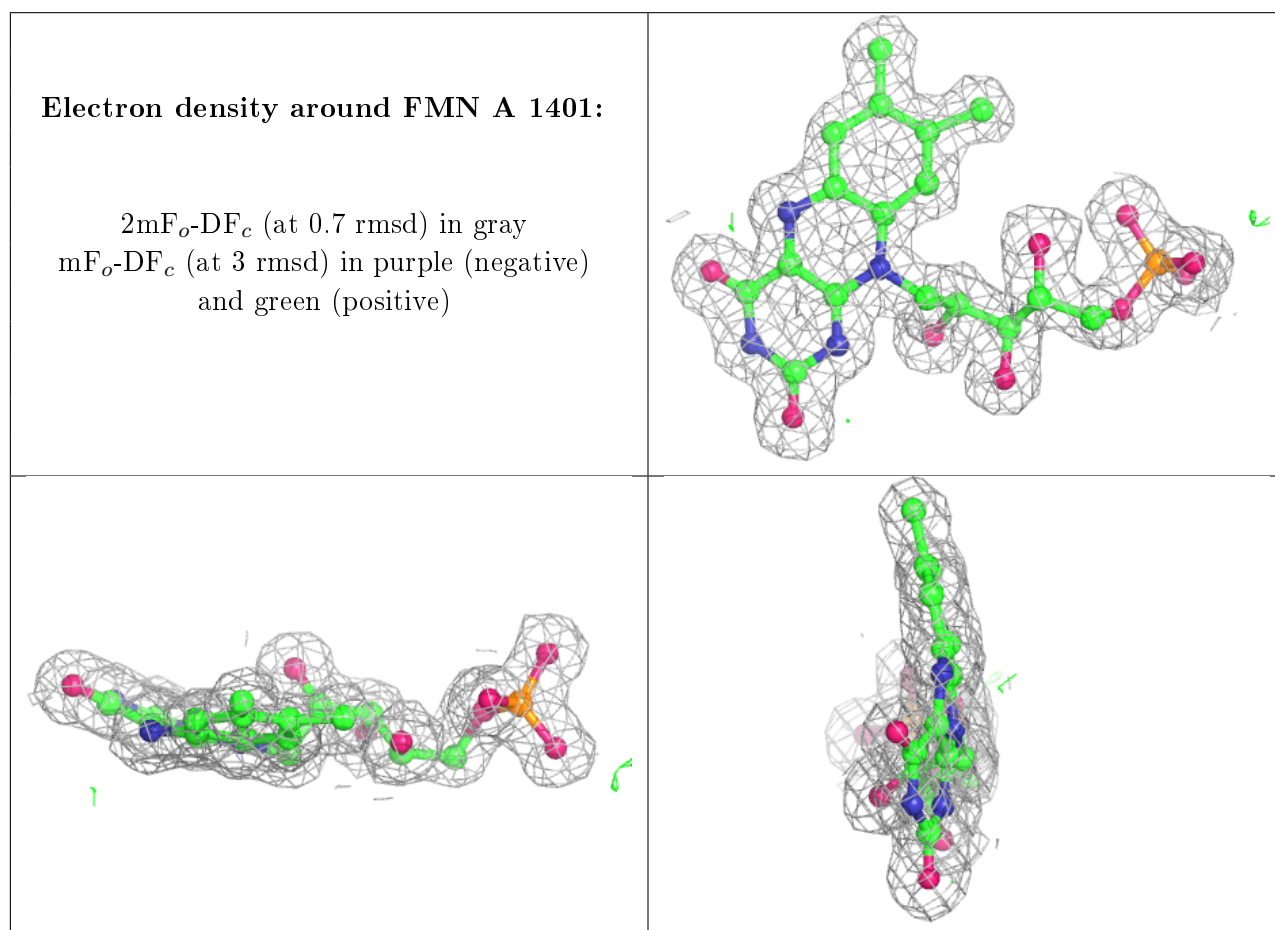 Electron density around FMN A 1401:
2mFo-DFc (at 0.7 rmsd) in gray
mFo-DFc (at 3 rmsd) in purple (negative)
and green (positive)